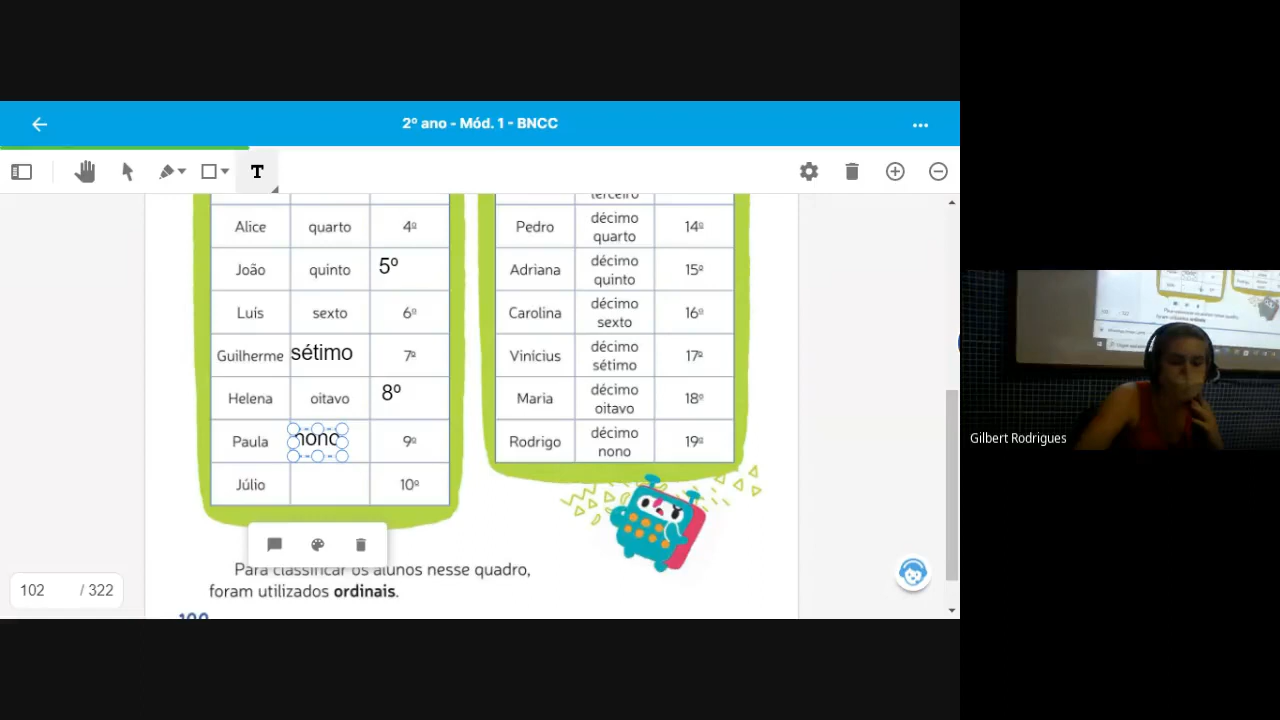 2º ano - Mód. 1 - BNCC
T
terceiro
Alice quarto 4º
Pedro décimo quarto 14º
João quinto 5º
Adriana décimo quinto 15º
Luis sexto 6º
Carolina décimo sexto 16º
Guilherme sétimo 7º
Vinícius décimo sétimo 17º
Helena oitavo 8º
Maria décimo oitavo 18º
Paula nono 9º
Rodrigo décimo nono 19º
Júlio 10º
Para classificar os alunos nesse quadro,
foram utilizados ordinais.
102 / 322
Gilbert Rodrigues